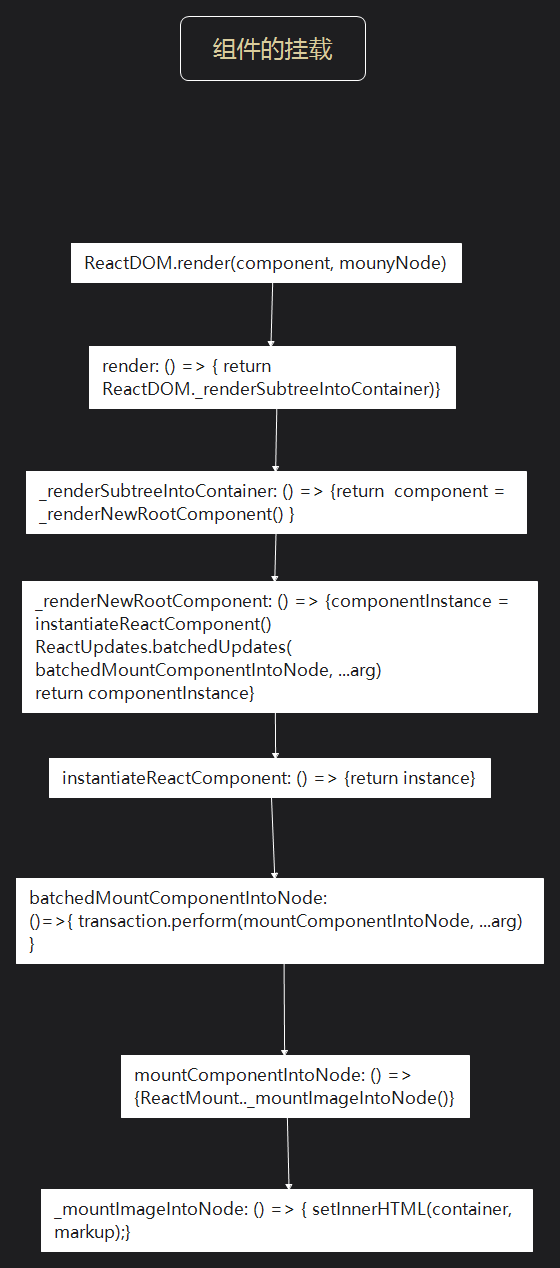 组件的挂载
ReactDOM.render(component, mounyNode)
render: () => { return
ReactDOM._renderSubtreeIntoContainer)}
_renderSubtreeIntoContainer: () => {return  component =
_renderNewRootComponent() }
_renderNewRootComponent: () => {componentInstance =
instantiateReactComponent()
ReactUpdates.batchedUpdates(
batchedMountComponentIntoNode, ...arg)
return componentInstance}
instantiateReactComponent: () => {return instance}
batchedMountComponentIntoNode:
()=>{ transaction.perform(mountComponentIntoNode, ...arg)
}
mountComponentIntoNode: () =>
{ReactMount.._mountImageIntoNode()}
_mountImageIntoNode: () => { setInnerHTML(container,
markup);}